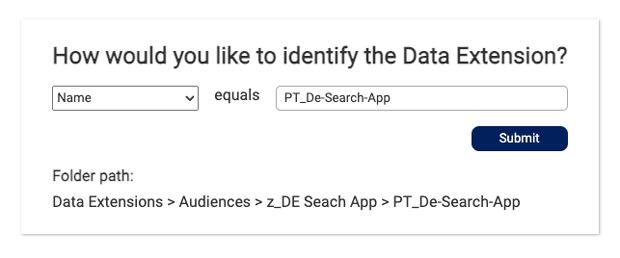 How would you like to identify the Data Extension?
Name equals PT_De-Search-App
Submit
Folder path:
Data Extensions > Audiences > z_DE Seach App > PT_De-Search-App